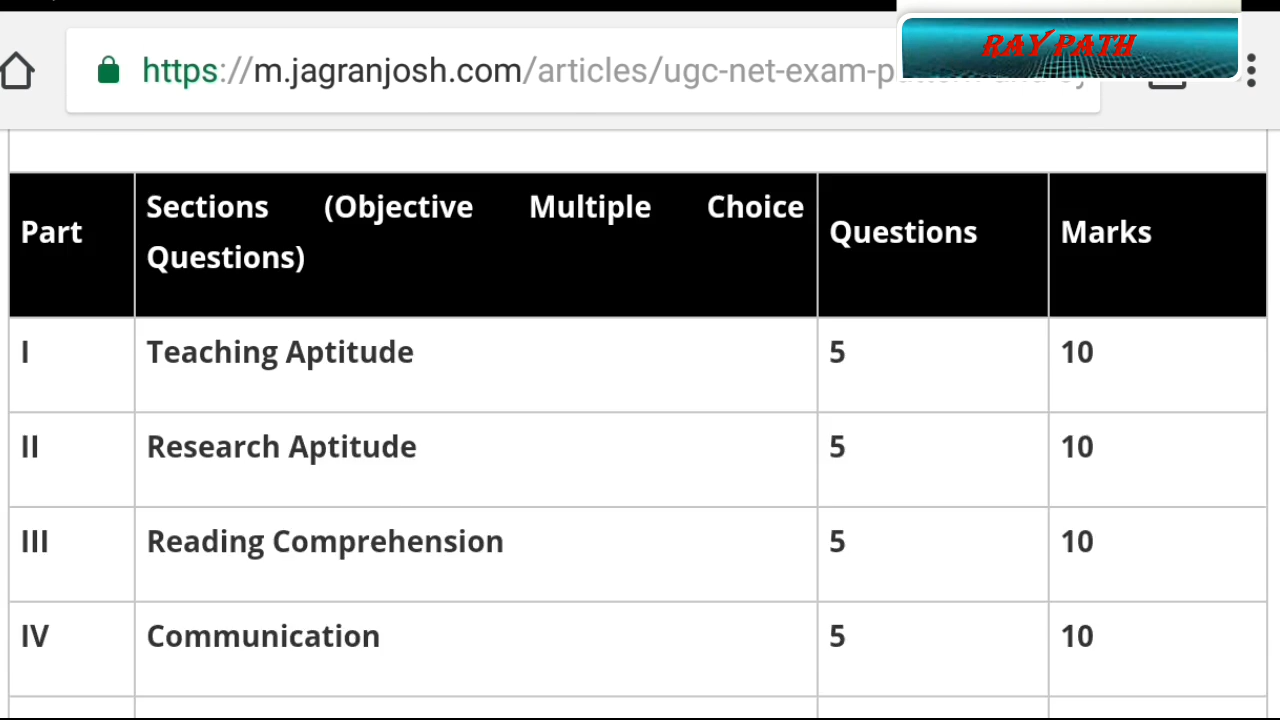 RAY PATH
https://m.jagranjosh.com/articles/ugc-net-exam-p
Part Sections (Objective Multiple Choice Questions) Questions Marks
I Teaching Aptitude 5 10
II Research Aptitude 5 10
III Reading Comprehension 5 10
IV Communication 5 10